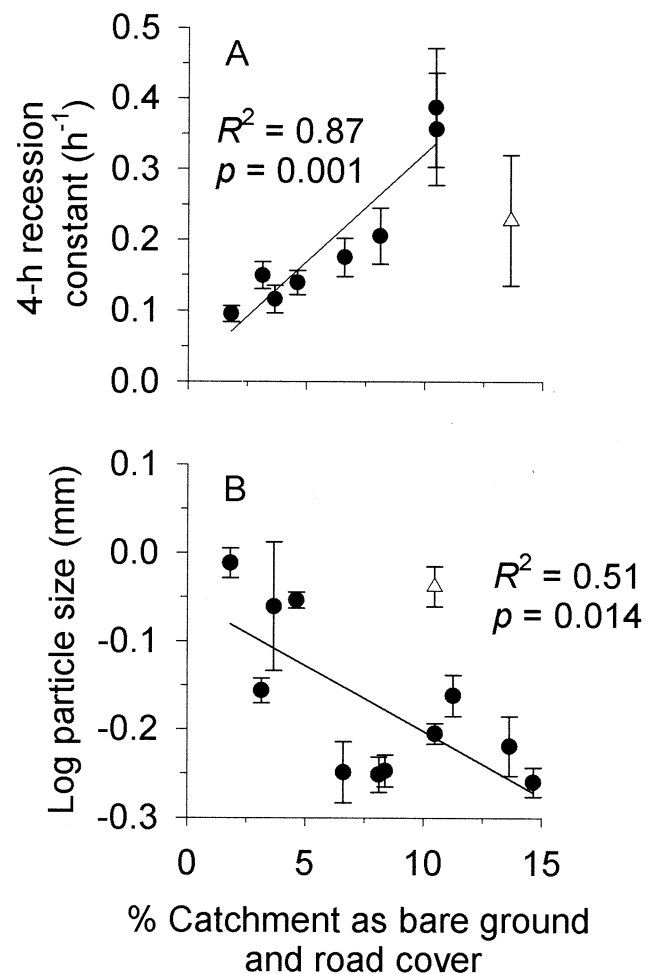 0.5
A
0.4
R² = 0.87
p = 0.001
0.3
0.2
0.1
0.0
4-h recession
constant (h⁻¹)
0.1
B
0.0
R² = 0.51
p = 0.014
-0.1
-0.2
-0.3
Log particle size (mm)
0 5 10 15
% Catchment as bare ground
and road cover